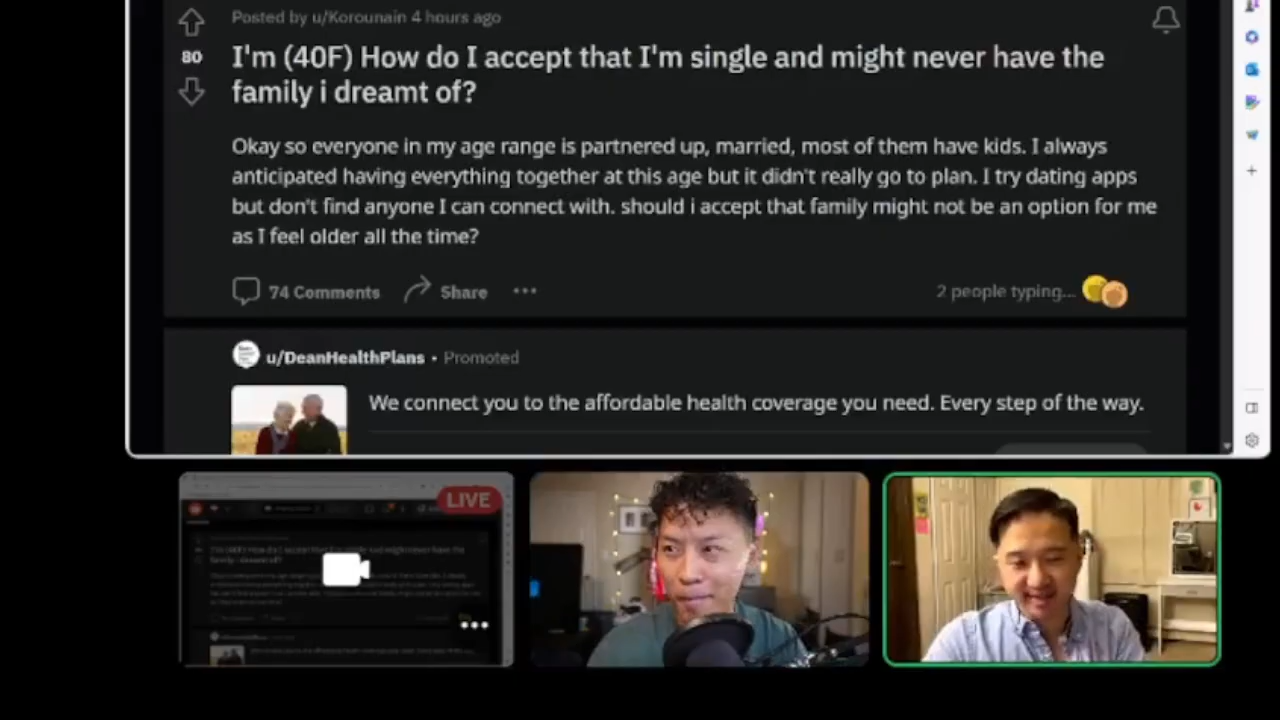 Posted by u/Korounain 4 hours ago
80
I'm (40F) How do I accept that I'm single and might never have the
family i dreamt of?
Okay so everyone in my age range is partnered up, married, most of them have kids. I always
anticipated having everything together at this age but it didn't really go to plan. I try dating apps
but don't find anyone I can connect with. should i accept that family might not be an option for me
as I feel older all the time?
74 Comments
Share
2 people typing...
u/DeanHealthPlans • Promoted
We connect you to the affordable health coverage you need. Every step of the way.
LIVE